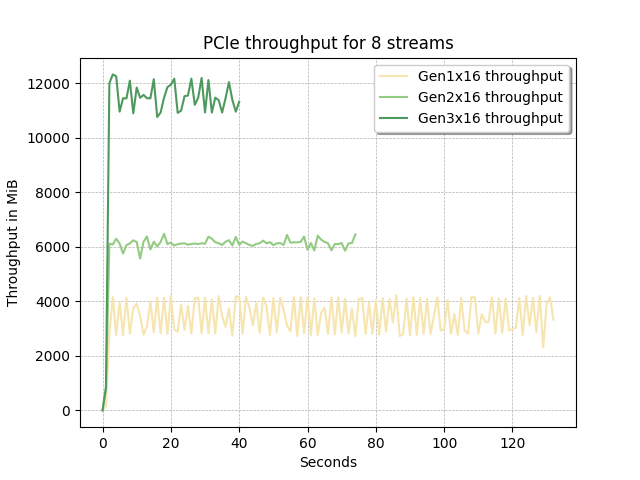 PCIe throughput for 8 streams
Gen1x16 throughput
Gen2x16 throughput
Gen3x16 throughput
Throughput in MiB
12000
10000
8000
6000
4000
2000
0
0 20 40 60 80 100 120
Seconds